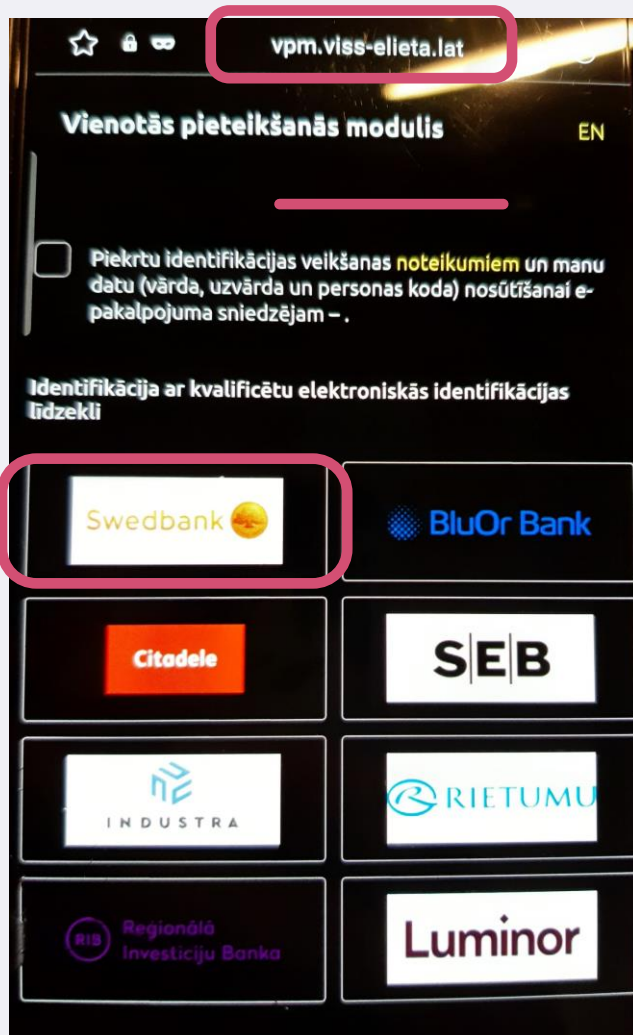 vpm.viss-elieta.lat
Vienotās pieteikšanās modulis
EN
Piekrtu identifikācijas veikšanas noteikumiem un manu
datu (vārda, uzvārda un personas koda) nosūtīšanai e-
pakalpojuma sniedzējam – .
Identifikācija ar kvalificētu elektroniskās identifikācijas
līdzekli
Swedbank
BluOr Bank
Citadele
S|E|B
INDUSTRA
R RIETUMU
RIB Reģionālā
Investīciju Banka
Luminor